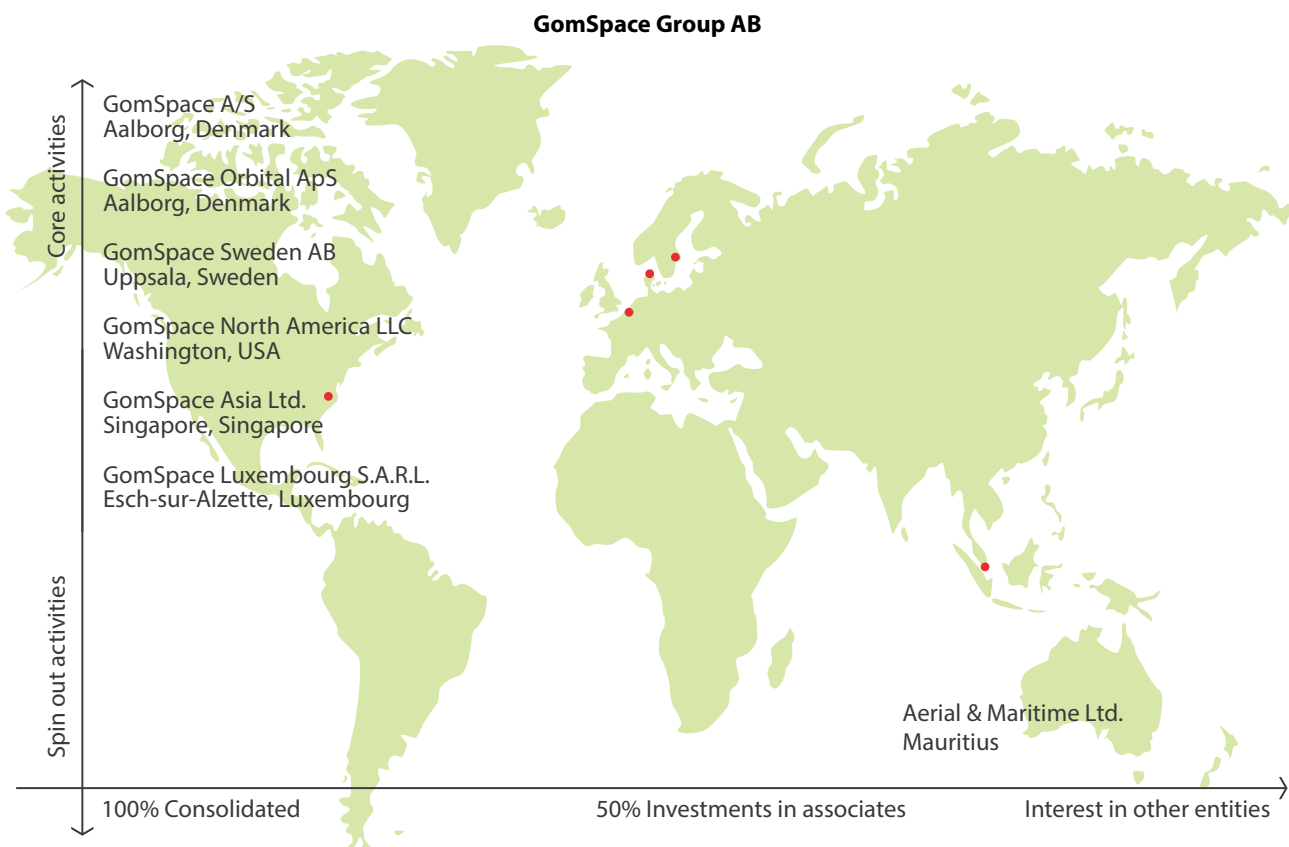 GomSpace Group AB
Core activities
GomSpace A/S
Aalborg, Denmark
GomSpace Orbital ApS
Aalborg, Denmark
GomSpace Sweden AB
Uppsala, Sweden
GomSpace North America LLC
Washington, USA
GomSpace Asia Ltd.
Singapore, Singapore
GomSpace Luxembourg S.A.R.L.
Esch-sur-Alzette, Luxembourg
Spin out activities
Aerial & Maritime Ltd.
Mauritius
100% Consolidated
50% Investments in associates
Interest in other entities